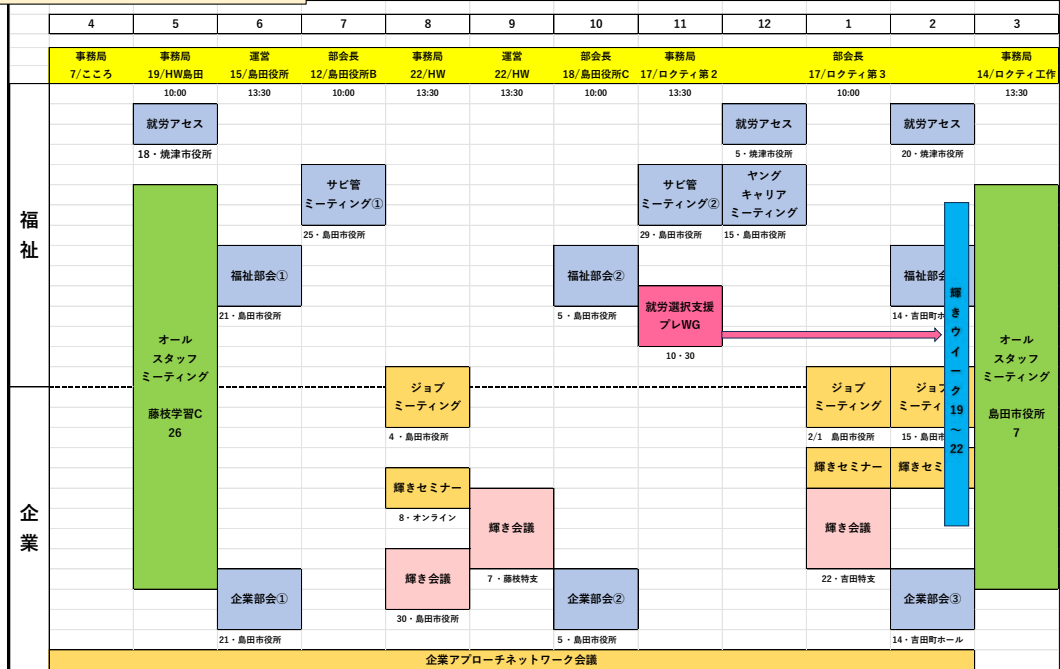 4 5 6 7 8 9 10 11 12 1 2 3
事務局 事務局 運営 部会長 事務局 運営 部会長 事務局 部会長 事務局
7/こころ 19/HW島田 15/島田役所 12/島田役所B 22/HW 22/HW 18/島田役所C 17/ロクティ第2 17/ロクティ第3 14/ロクティ工作
10:00 13:30 10:00 13:30 13:30 10:00 13:30 10:00 13:30
福
祉
就労アセス 就労アセス 就労アセス
18・焼津市役所 5・焼津市役所 20・焼津市役所
サビ管
ミーティング①
25・島田市役所
サビ管
ミーティング②
29・島田市役所
ヤング
キャリア
ミーティング
15・島田市役所
福祉部会①
21・島田市役所
福祉部会②
5・島田市役所
福祉部会
14・吉田町ホ
就労選択支援
プレWG
10・30
オール
スタッフ
ミーティング
藤枝学習C
26
輝
き
ウ
イ
ー
ク
19
～
22
オール
スタッフ
ミーティング
島田市役所
7
企
業
ジョブ
ミーティング
4・島田市役所
ジョブ
ミーティング
2/1 島田市役所
ジョブ
ミーティ
15・島田市
輝きセミナー
8・オンライン
輝きセミナー
輝きセミ
輝き会議
30・島田市役所
輝き会議
7・藤枝特支
輝き会議
22・吉田特支
企業部会①
21・島田市役所
企業部会②
5・島田市役所
企業部会③
14・吉田町ホール
企業アプローチネットワーク会議